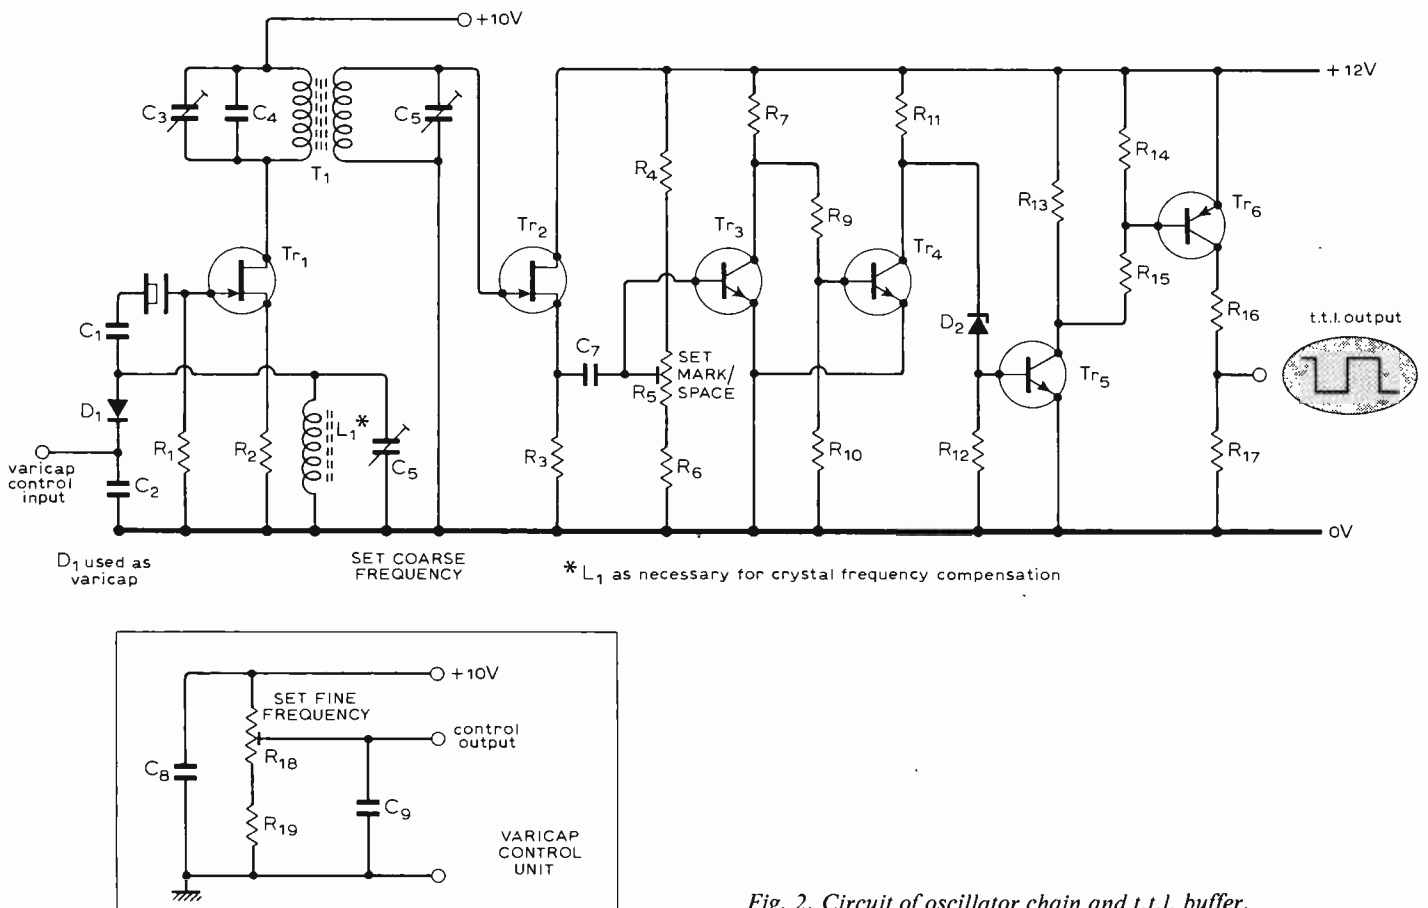 +10V
C3
C4
T1
C5
+12V
R4
R7
R9
R11
R13
R14
R15
R16
Tr1
Tr2
Tr3
Tr4
Tr5
Tr6
t.t.l. output
C1
D1
varicap
control
input
C2
R1
R2
L1*
C5
R3
C7
R5
SET
MARK/
SPACE
R6
R10
D2
R12
R17
0V
D1 used as
varicap
SET COARSE
FREQUENCY
* L1 as necessary for crystal frequency compensation
+10V
SET FINE
FREQUENCY
control
output
C8
R18
R19
C9
VARICAP
CONTROL
UNIT
Fig. 2. Circuit of oscillator chain and t.t.l. buffer.